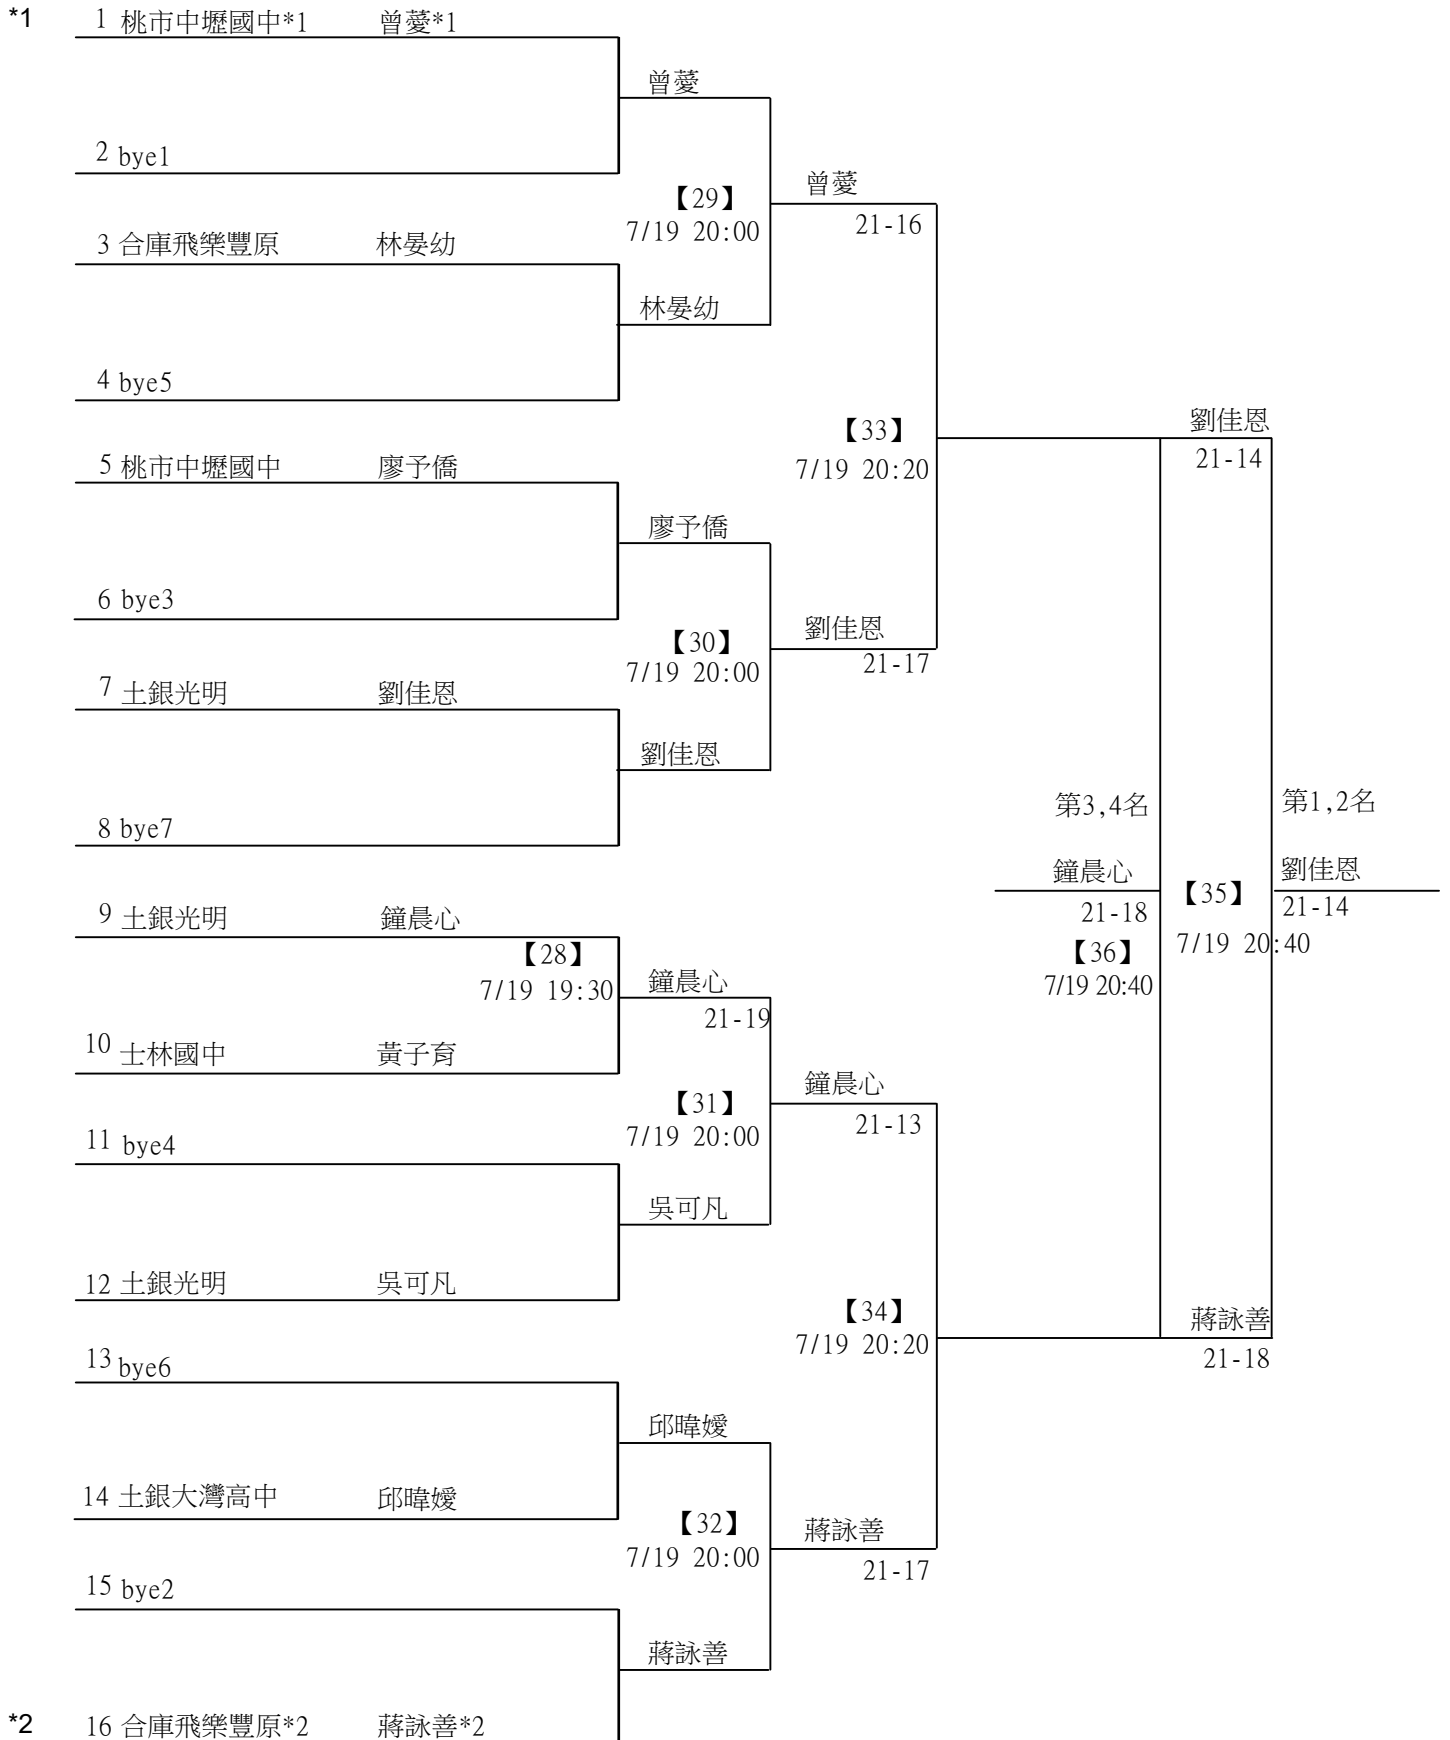 *1 1 桃市中壢國中*1 曾薆*1
曾薆
2 bye1
曾薆
【29】
21-16
7/19 20:00
3 合庫飛樂豐原 林晏幼
林晏幼
4 bye5
劉佳恩
【33】
21-14
7/19 20:20
5 桃市中壢國中 廖予僑
廖予僑
6 bye3
劉佳恩
【30】
21-17
7/19 20:00
7 土銀光明 劉佳恩
劉佳恩
第3,4名 第1,2名
8 bye7
鐘晨心 【35】 劉佳恩
21-18 21-14
9 土銀光明 鐘晨心
【28】 【36】 7/19 20:40
7/19 19:30 7/19 20:40
鐘晨心
21-19
10 士林國中 黃子育
鐘晨心
【31】
21-13
7/19 20:00
11 bye4
吳可凡
12 土銀光明 吳可凡
【34】 蔣詠善
7/19 20:20 21-18
13 bye6
邱暐嬡
14 土銀大灣高中 邱暐嬡
【32】 蔣詠善
7/19 20:00 21-17
15 bye2
蔣詠善
*2 16 合庫飛樂豐原*2 蔣詠善*2